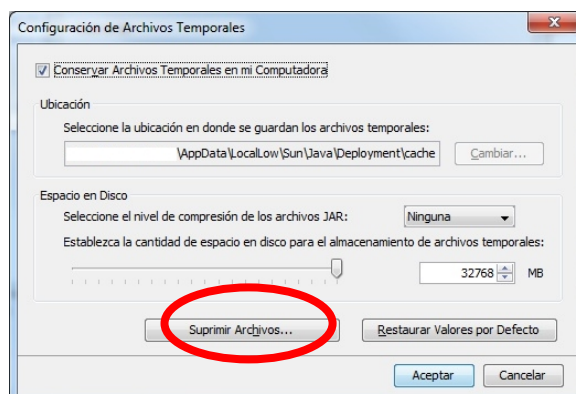 Configuración de Archivos Temporales
Conservar Archivos Temporales en mi Computadora
Ubicación
Seleccione la ubicación en donde se guardan los archivos temporales:
\AppData\LocalLow\Sun\Java\Deployment\cache Cambiar...
Espacio en Disco
Seleccione el nivel de compresión de los archivos JAR: Ninguna
Establezca la cantidad de espacio en disco para el almacenamiento de archivos temporales:
32768 MB
Suprimir Archivos... Restaurar Valores por Defecto
Aceptar Cancelar